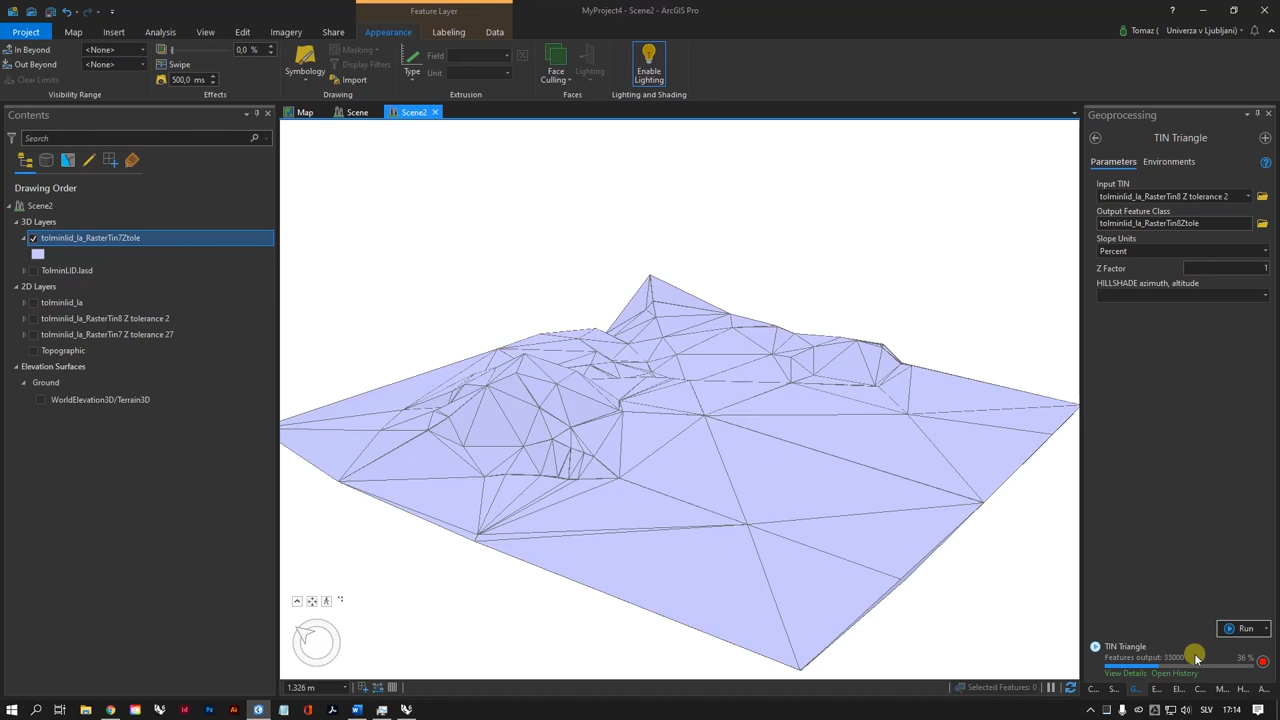 Feature Layer
MyProject4 - Scene2 - ArcGIS Pro
?
Project
Map
Insert
Analysis
View
Edit
Imagery
Share
Appearance
Labeling
Data
Tomaz (Univerza v Ljubljani)
In Beyond
<None>
0,0 %
Out Beyond
<None>
Swipe
Clear Limits
500,0 ms
Visibility Range
Effects
Symbology
Masking
Display Filters
Import
Drawing
Type
Field
Unit
Extrusion
Face
Culling
Lighting
Faces
Enable
Lighting
Lighting and Shading
Contents
Search
Drawing Order
Scene2
3D Layers
tolminlid_la_RasterTin7Ztole
TolminLID.lasd
2D Layers
tolminlid_la
tolminlid_la_RasterTin8 Z tolerance 2
tolminlid_la_RasterTin7 Z tolerance 27
Topographic
Elevation Surfaces
Ground
WorldElevation3D/Terrain3D
Map
Scene
Scene2
1.326 m
Selected Features: 0
Geoprocessing
TIN Triangle
Parameters
Environments
Input TIN
tolminlid_la_RasterTin8 Z tolerance 2
Output Feature Class
tolminlid_la_RasterTin8Ztole
Slope Units
Percent
Z Factor
1
HILLSHADE azimuth, altitude
Run
TIN Triangle
Features output: 33000
36 %
View Details
Open History
C...
S...
G...
E...
El...
C...
M...
H...
A...
SLV
17:14